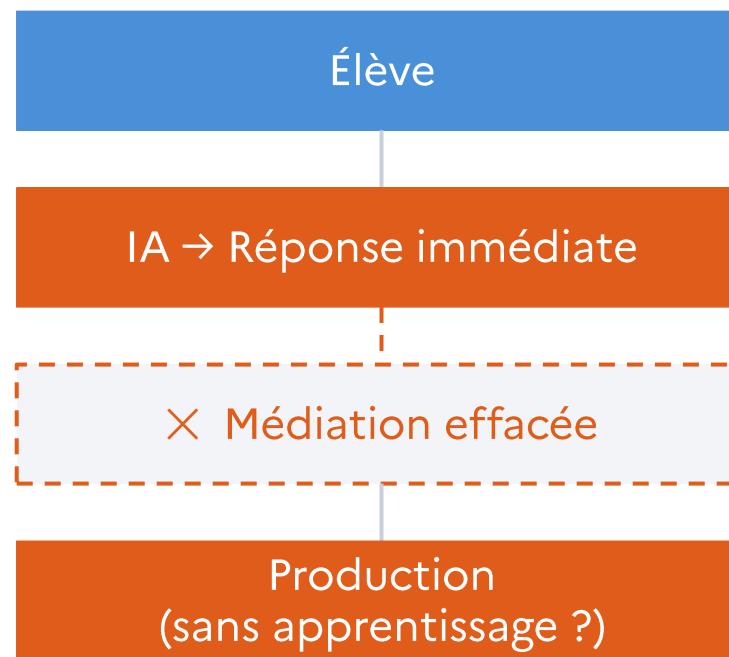 Élève
IA → Réponse immédiate
× Médiation effacée
Production
(sans apprentissage ?)